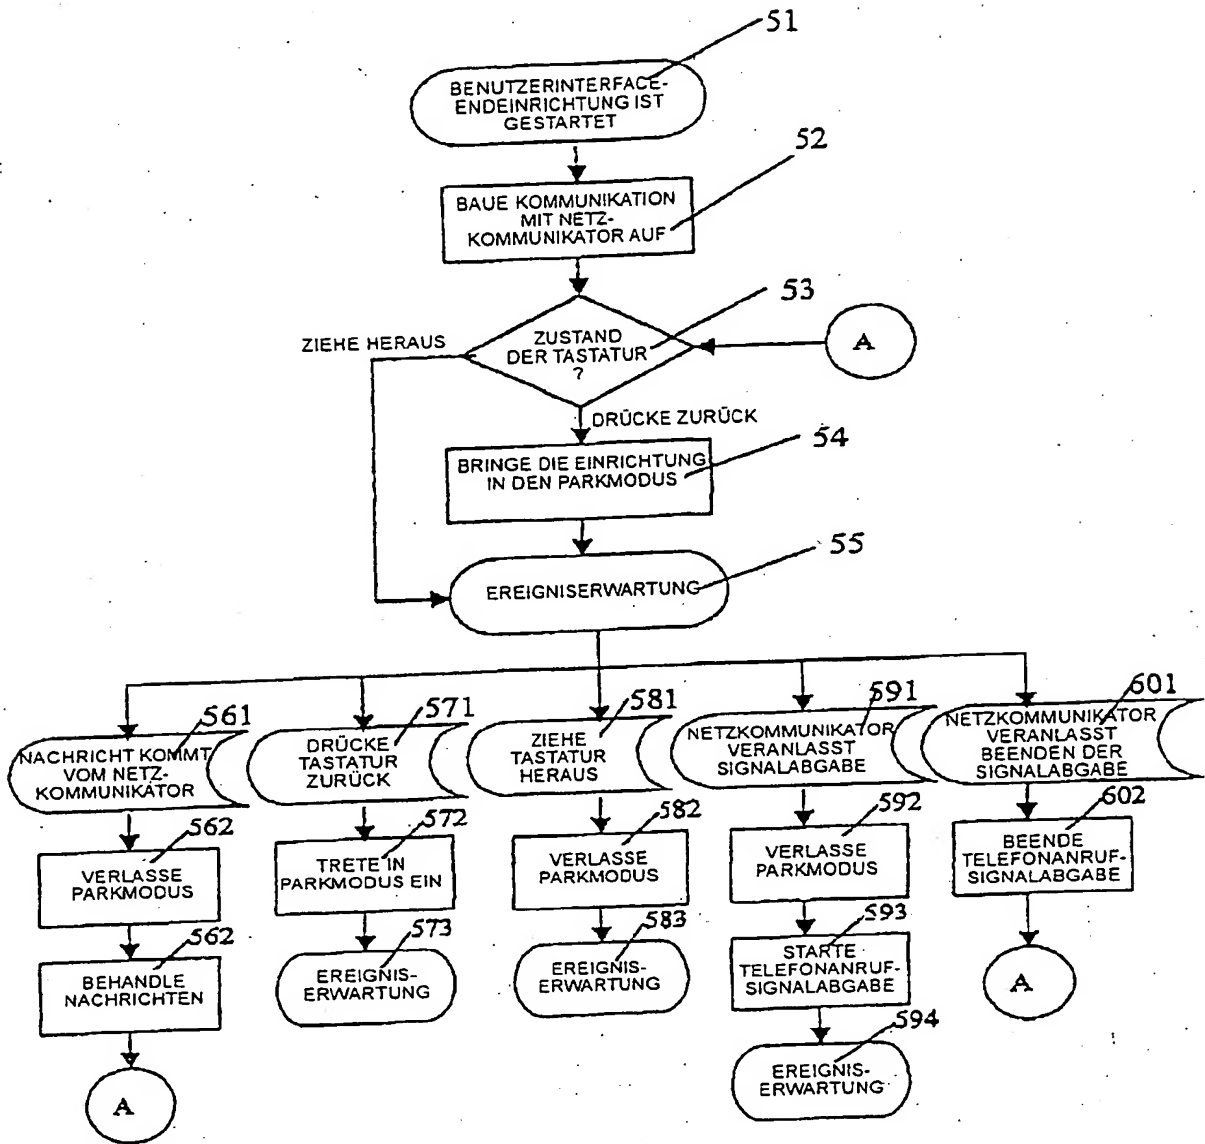 51
BENUTZERINTERFACE-
ENDEINRICHTUNG IST
GESTARTET
52
BAUE KOMMUNIKATION
MIT NETZ-
KOMMUNIKATOR AUF
53
ZIEHE HERAUS
ZUSTAND
DER TASTATUR
?
A
DRÜCKE ZURÜCK
54
BRINGE DIE EINRICHTUNG
IN DEN PARKMODUS
55
EREIGNISERWARTUNG
561
NACHRICHT KOMMT
VOM NETZ-
KOMMUNIKATOR
571
DRÜCKE
TASTATUR
ZURÜCK
581
ZIEHE
TASTATUR
HERAUS
591
NETZKOMMUNIKATOR
VERANLASST
SIGNALABGABE
601
NETZKOMMUNIKATOR
VERANLASST
BEENDEN DER
SIGNALABGABE
562
VERLASSE
PARKMODUS
572
TRETE IN
PARKMODUS EIN
582
VERLASSE
PARKMODUS
592
VERLASSE
PARKMODUS
602
BEENDE
TELEFONANRUF-
SIGNALABGABE
562
BEHANDLE
NACHRICHTEN
573
EREIGNIS-
ERWARTUNG
583
EREIGNIS-
ERWARTUNG
593
STARTE
TELEFONANRUF-
SIGNALABGABE
A
594
EREIGNIS-
ERWARTUNG
A